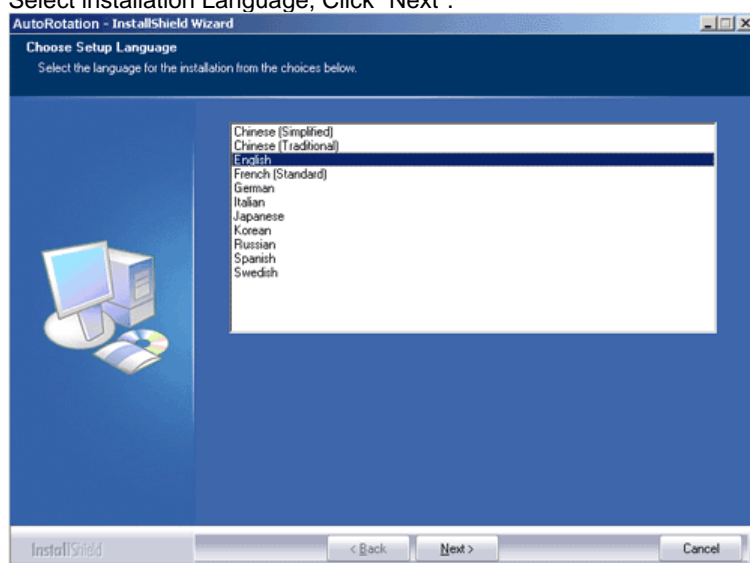 Select Installation Language, Click "Next".
AutoRotation - InstallShield Wizard
Choose Setup Language
Select the language for the installation from the choices below.
Chinese (Simplified)
Chinese (Traditional)
English
French (Standard)
German
Italian
Japanese
Korean
Russian
Spanish
Swedish
InstallShield
< Back Next > Cancel